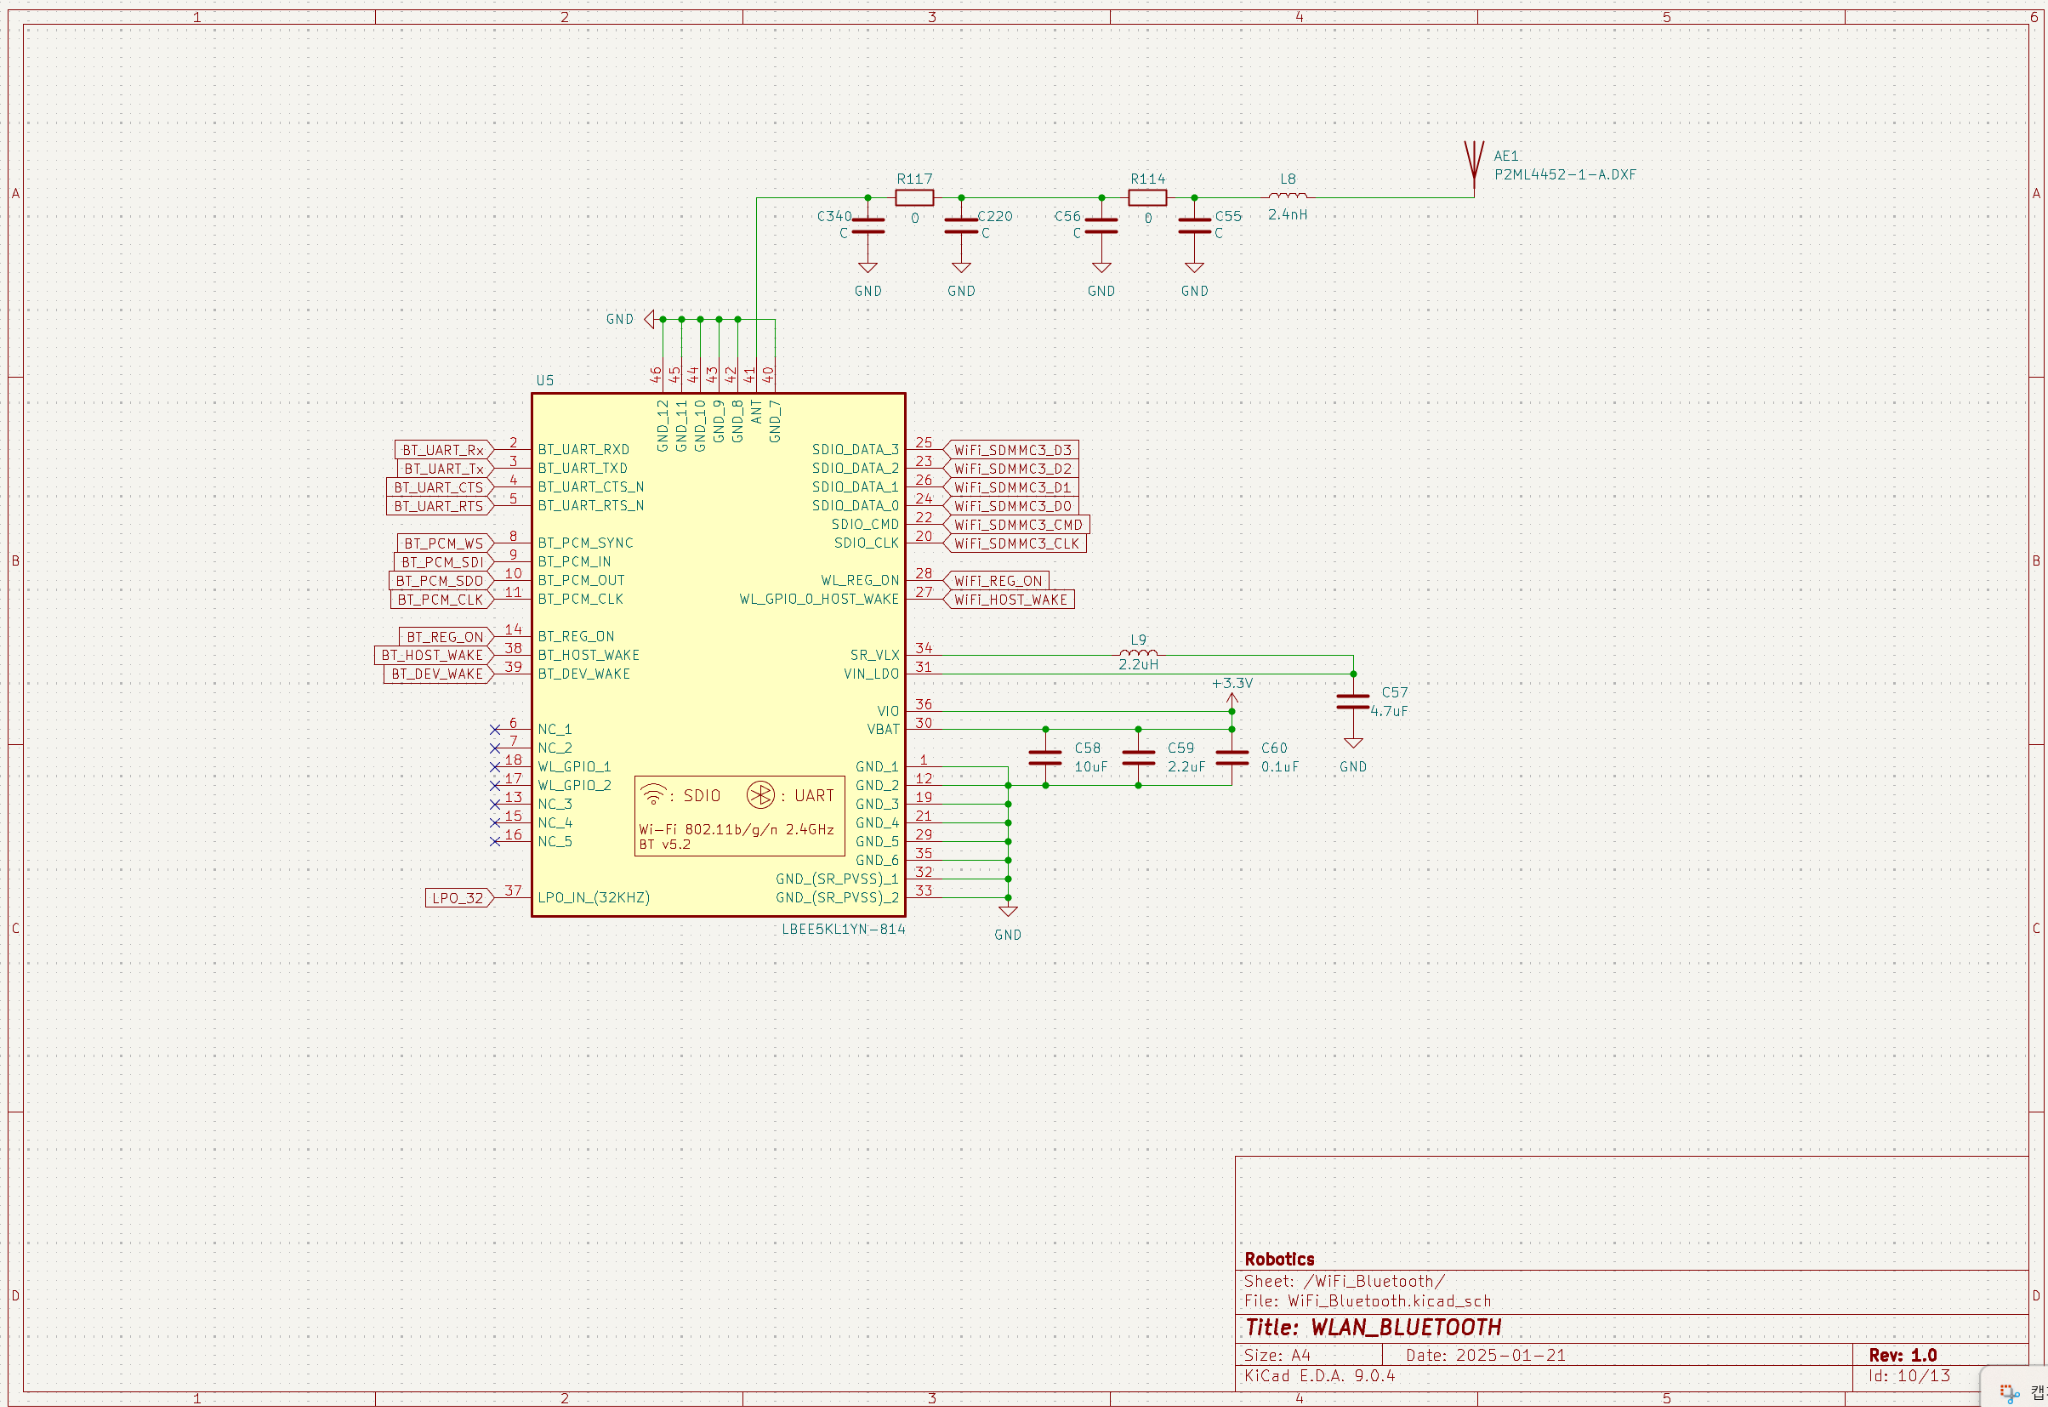 1 2 3 4 5 6
A A
AE1
P2ML4452-1-A.DXF
R117 R114 L8
0 0 2.4nH
C340 C220 C56 C55
C C C C
GND GND GND GND
GND
46 45 44 43 42 41 40
U5
GND_12 GND_11 GND_10 GND_9 GND_8 ANT GND_7
BT_UART_Rx 2 BT_UART_RXD SDIO_DATA_3 25 WiFi_SDMMC3_D3
BT_UART_Tx 3 BT_UART_TXD SDIO_DATA_2 23 WiFi_SDMMC3_D2
BT_UART_CTS 4 BT_UART_CTS_N SDIO_DATA_1 26 WiFi_SDMMC3_D1
BT_UART_RTS 5 BT_UART_RTS_N SDIO_DATA_0 24 WiFi_SDMMC3_D0
SDIO_CMD 22 WiFi_SDMMC3_CMD
BT_PCM_WS 8 BT_PCM_SYNC SDIO_CLK 20 WiFi_SDMMC3_CLK
B BT_PCM_SDI 9 BT_PCM_IN B
BT_PCM_SDO 10 BT_PCM_OUT WL_REG_ON 28 WiFi_REG_ON
BT_PCM_CLK 11 BT_PCM_CLK WL_GPIO_0_HOST_WAKE 27 WiFi_HOST_WAKE
BT_REG_ON 14 BT_REG_ON L9
BT_HOST_WAKE 38 BT_HOST_WAKE SR_VLX 34 2.2uH
BT_DEV_WAKE 39 BT_DEV_WAKE VIN_LDO 31
+3.3V C57
VIO 36 4.7uF
6 NC_1 VBAT 30
7 NC_2 C58 C59 C60
18 WL_GPIO_1 GND_1 1 10uF 2.2uF 0.1uF GND
17 WL_GPIO_2 GND_2 12
: SDIO : UART
13 NC_3 GND_3 19
15 NC_4 GND_4 21
Wi-Fi 802.11b/g/n 2.4GHz
16 NC_5 GND_5 29
BT v5.2
GND_6 35
GND_(SR_PVSS)_1 32
LPO_32 37 LPO_IN_(32KHZ) GND_(SR_PVSS)_2 33
LBEE5KL1YN-814
GND
C C
Robotics
Sheet: /WiFi_Bluetooth/
D D
File: WiFi_Bluetooth.kicad_sch
Title: WLAN_BLUETOOTH
Size: A4 Date: 2025-01-21 Rev: 1.0
KiCad E.D.A. 9.0.4 Id: 10/13
1 2 3 4 5